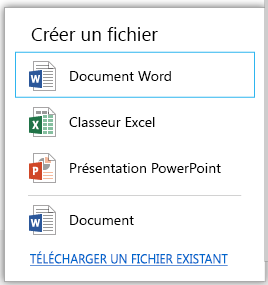 Créer un fichier
Document Word
Classeur Excel
Présentation PowerPoint
Document
TÉLÉCHARGER UN FICHIER EXISTANT